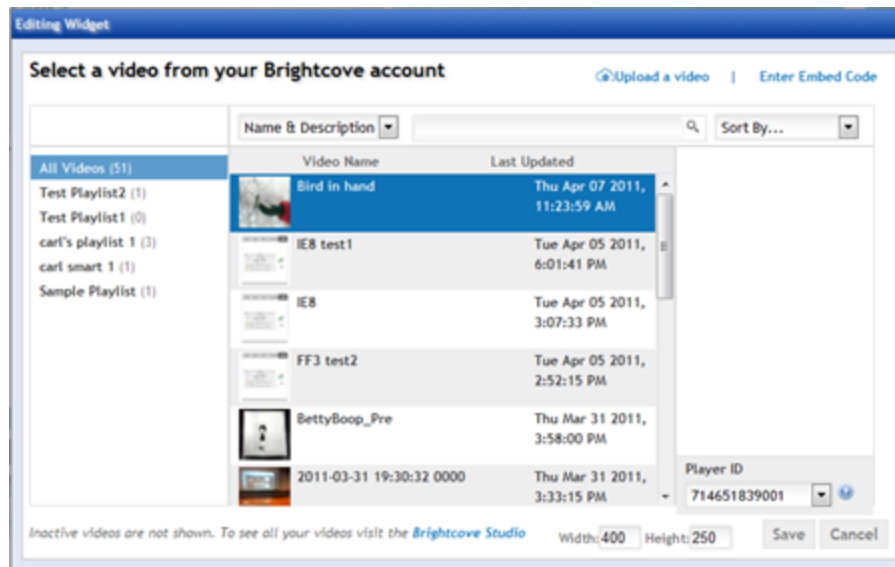 Editing Widget
Select a video from your Brightcove account
Upload a video | Enter Embed Code
Name & Description
Sort By...
All Videos (51)
Test Playlist2 (1)
Test Playlist1 (0)
carl's playlist 1 (3)
carl smart 1 (1)
Sample Playlist (1)
Video Name Last Updated
Bird in hand Thu Apr 07 2011,
11:23:59 AM
IE8 test1 Tue Apr 05 2011,
6:01:41 PM
IE8 Tue Apr 05 2011,
3:07:33 PM
FF3 test2 Tue Apr 05 2011,
2:52:15 PM
BettyBoop_Pre Thu Mar 31 2011,
3:58:00 PM
2011-03-31 19:30:32 0000 Thu Mar 31 2011,
3:33:15 PM
Player ID
714651839001
Inactive videos are not shown. To see all your videos visit the Brightcove Studio
Width: 400 Height: 250 Save Cancel